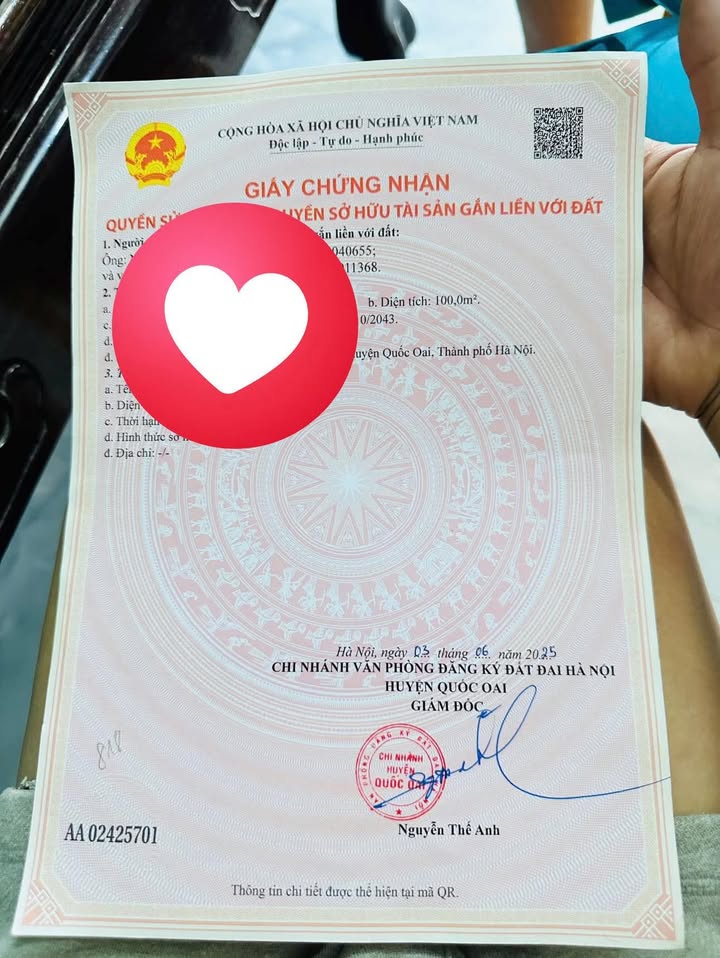 CỘNG HÒA XÃ HỘI CHỦ NGHĨA VIỆT NAM
Độc lập - Tự do - Hạnh phúc
GIẤY CHỨNG NHẬN
QUYỀN SỞ HỮU TÀI SẢN GẮN LIỀN VỚI ĐẤT
1. Người gắn liền với đất:
Ông: 040655;
và v 11368.
2.
a. b. Diện tích: 100,0m².
c. 0/2043.
d.
đ. uyện Quốc Oai, Thành phố Hà Nội.
3.
a. Tê
b. Diện
c. Thời hạn
d. Hình thức sở
đ. Địa chỉ: -/-
Hà Nội, ngày 03 tháng 06 năm 2025
CHI NHÁNH VĂN PHÒNG ĐĂNG KÝ ĐẤT ĐAI HÀ NỘI
HUYỆN QUỐC OAI
GIÁM ĐỐC
CHI NHÁNH
HUYỆN
QUỐC OAI
Nguyễn Thế Anh
818
AA 02425701
Thông tin chi tiết được thể hiện tại mã QR.